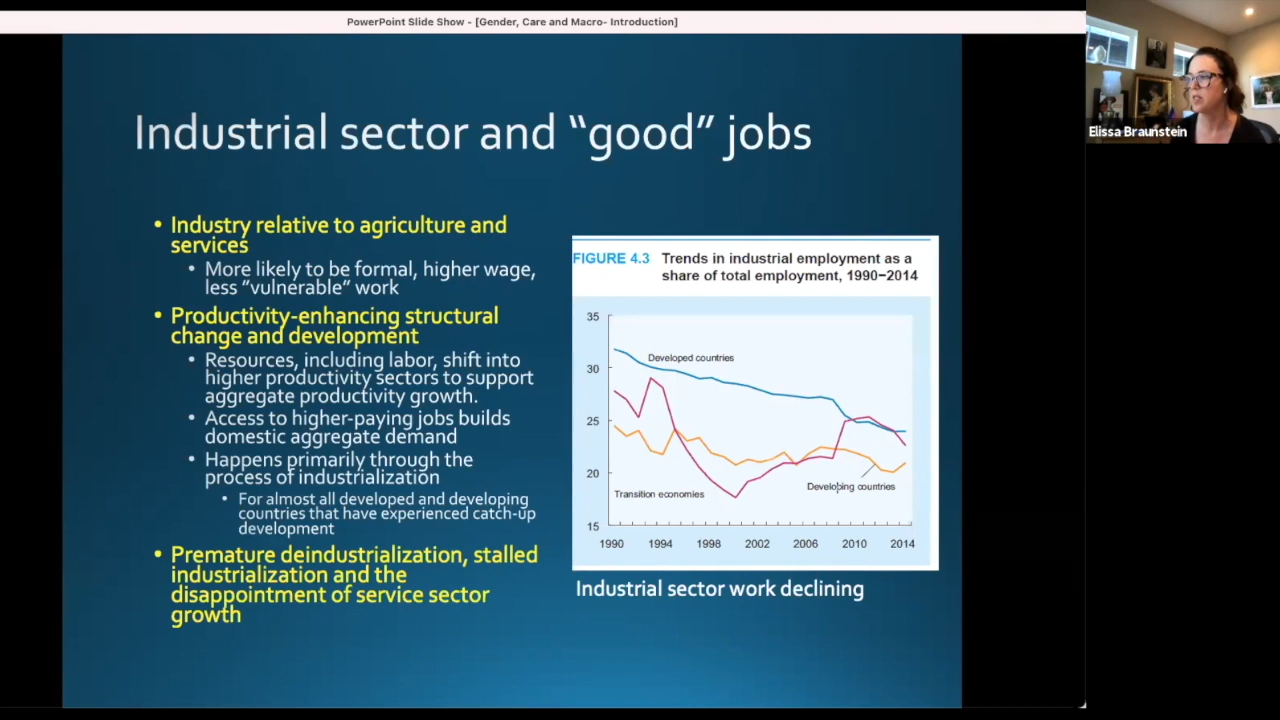 PowerPoint Slide Show - [Gender, Care and Macro- Introduction]
Elissa Braunstein
Industrial sector and “good” jobs
• Industry relative to agriculture and
services
• More likely to be formal, higher wage,
less “vulnerable” work
• Productivity-enhancing structural
change and development
• Resources, including labor, shift into
higher productivity sectors to support
aggregate productivity growth.
• Access to higher-paying jobs builds
domestic aggregate demand
• Happens primarily through the
process of industrialization
• For almost all developed and developing
countries that have experienced catch-up
development
• Premature deindustrialization, stalled
industrialization and the
disappointment of service sector
growth
FIGURE 4.3 Trends in industrial employment as a
share of total employment, 1990–2014
35
30
25
20
15
Developed countries
Transition economies
Developing countries
1990 1994 1998 2002 2006 2010 2014
Industrial sector work declining